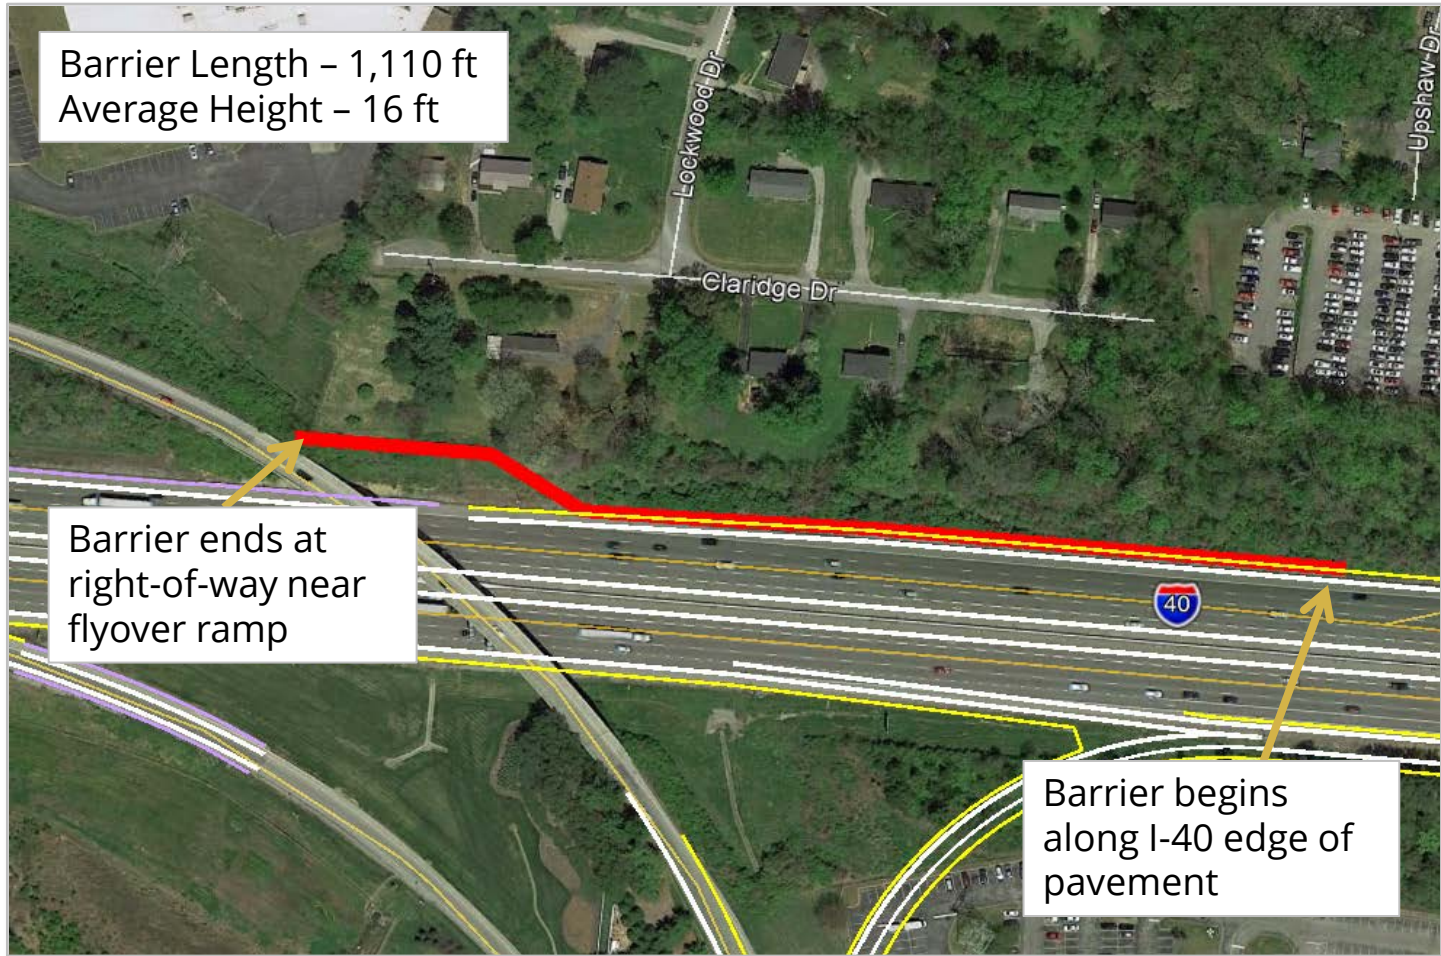 Barrier Length – 1,110 ft
Average Height – 16 ft
Lockwood Dr
Upshaw Dr
Claridge Dr
Barrier ends at
right-of-way near
flyover ramp
40
Barrier begins
along I-40 edge of
pavement